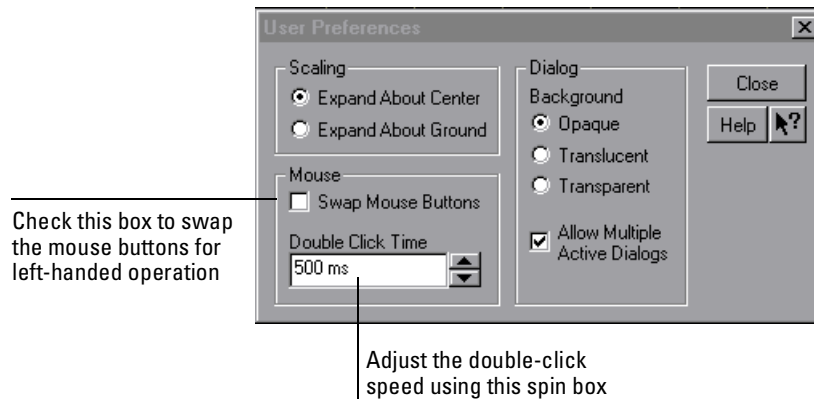 User Preferences
Scaling
Expand About Center
Expand About Ground
Mouse
Swap Mouse Buttons
Double Click Time
500 ms
Dialog
Background
Opaque
Translucent
Transparent
Allow Multiple
Active Dialogs
Close
Help
?
Check this box to swap
the mouse buttons for
left-handed operation
Adjust the double-click
speed using this spin box